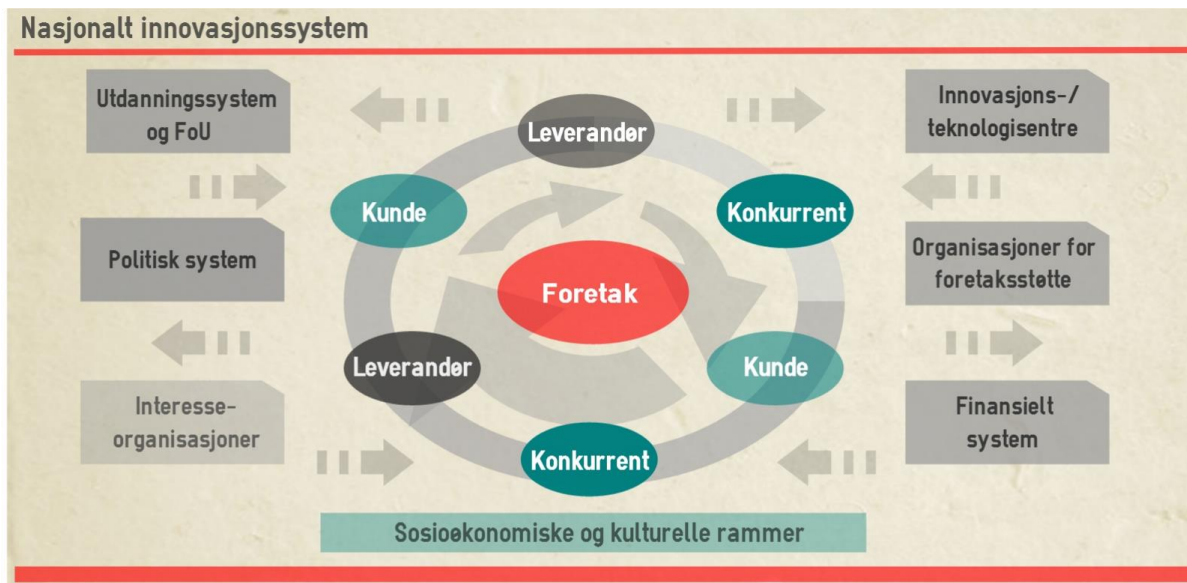 Nasjonalt innovasjonssystem
Utdanningssystem
og FoU
Leverandør
Innovasjons-/
teknologisentre
Kunde
Konkurrent
Politisk system
Foretak
Organisasjoner for
foretaksstøtte
Leverandør
Kunde
Interesse-
organisasjoner
Konkurrent
Finansielt
system
Sosioøkonomiske og kulturelle rammer